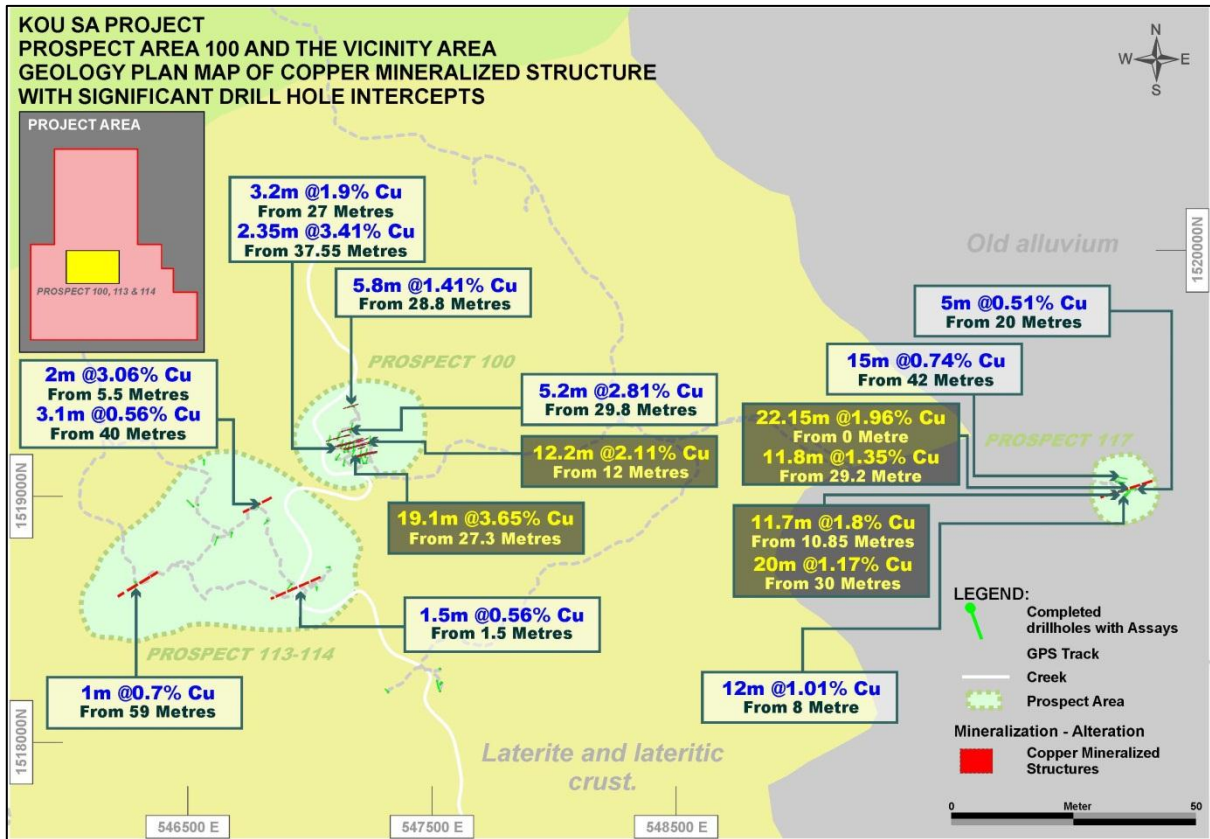 KOU SA PROJECT
PROSPECT AREA 100 AND THE VICINITY AREA
GEOLOGY PLAN MAP OF COPPER MINERALIZED STRUCTURE
WITH SIGNIFICANT DRILL HOLE INTERCEPTS
N
W E
S
PROJECT AREA
PROSPECT 100, 113 & 114
3.2m @1.9% Cu
From 27 Metres
2.35m @3.41% Cu
From 37.55 Metres
5.8m @1.41% Cu
From 28.8 Metres
Old alluvium
1520000N
5m @0.51% Cu
From 20 Metres
PROSPECT 100
2m @3.06% Cu
From 5.5 Metres
3.1m @0.56% Cu
From 40 Metres
5.2m @2.81% Cu
From 29.8 Metres
15m @0.74% Cu
From 42 Metres
22.15m @1.96% Cu
From 0 Metre
11.8m @1.35% Cu
From 29.2 Metre
PROSPECT 117
12.2m @2.11% Cu
From 12 Metres
1519000N
19.1m @3.65% Cu
From 27.3 Metres
11.7m @1.8% Cu
From 10.85 Metres
20m @1.17% Cu
From 30 Metres
1.5m @0.56% Cu
From 1.5 Metres
PROSPECT 113-114
1m @0.7% Cu
From 59 Metres
12m @1.01% Cu
From 8 Metre
LEGEND:
Completed
drillholes with Assays
GPS Track
Creek
Prospect Area
Mineralization - Alteration
Copper Mineralized
Structures
1518000N
1518000N
Laterite and lateritic
crust.
0 Meter 50
546500 E
547500 E
548500 E